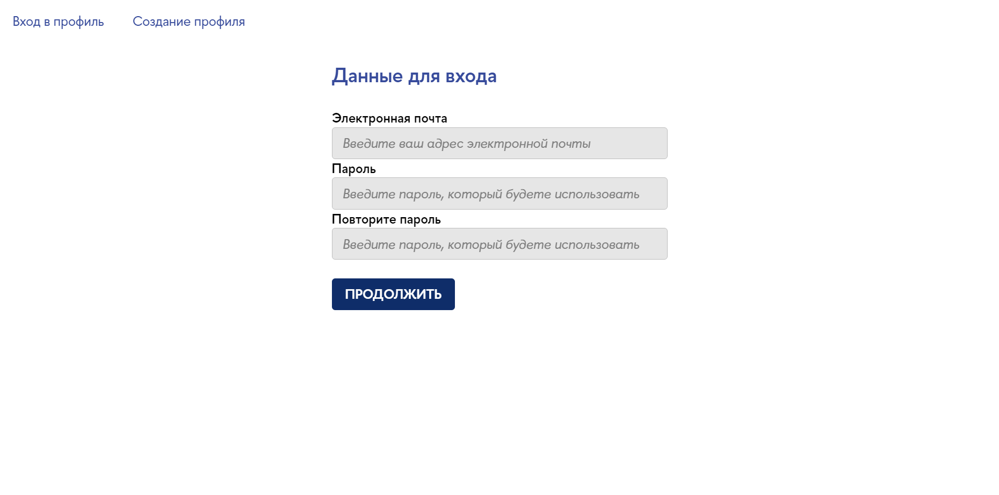 Вход в профиль Создание профиля
Данные для входа
Электронная почта
Введите ваш адрес электронной почты
Пароль
Введите пароль, который будете использовать
Повторите пароль
Введите пароль, который будете использовать
ПРОДОЛЖИТЬ